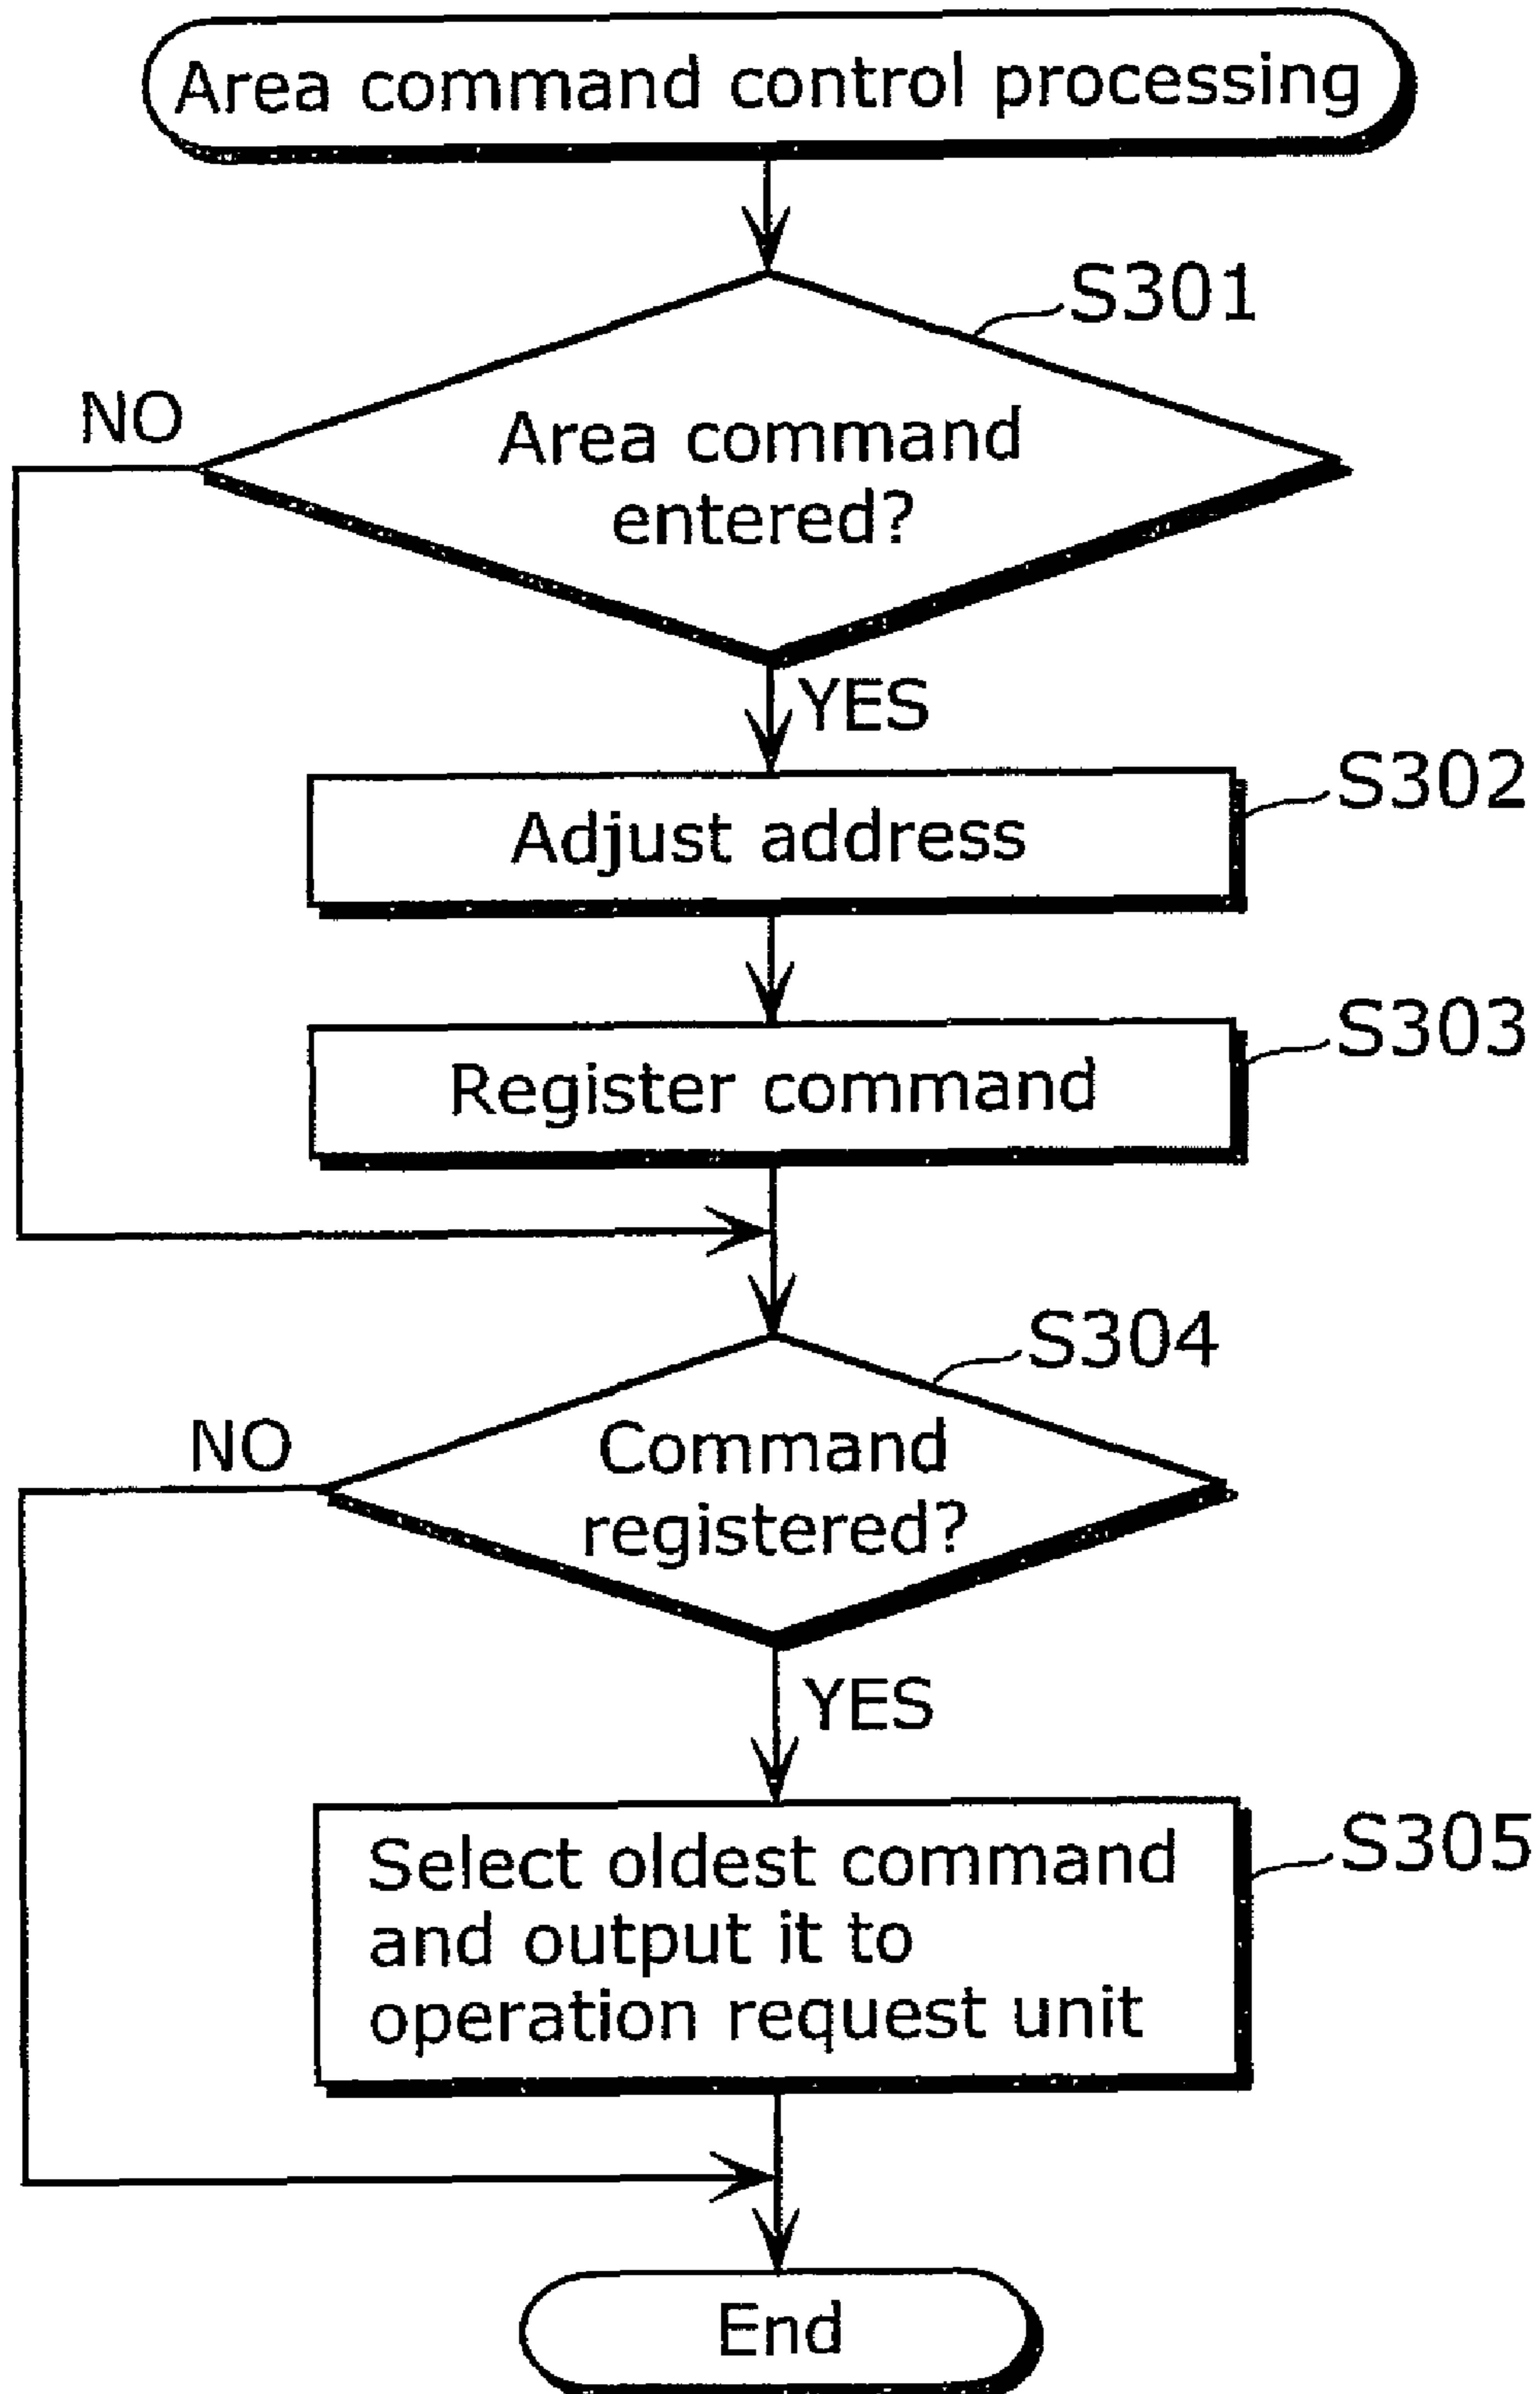 Area command control processing
S301
NO
Area command
entered?
YES
S302
Adjust address
S303
Register command
S304
NO
Command
registered?
YES
S305
Select oldest command
and output it to
operation request unit
End